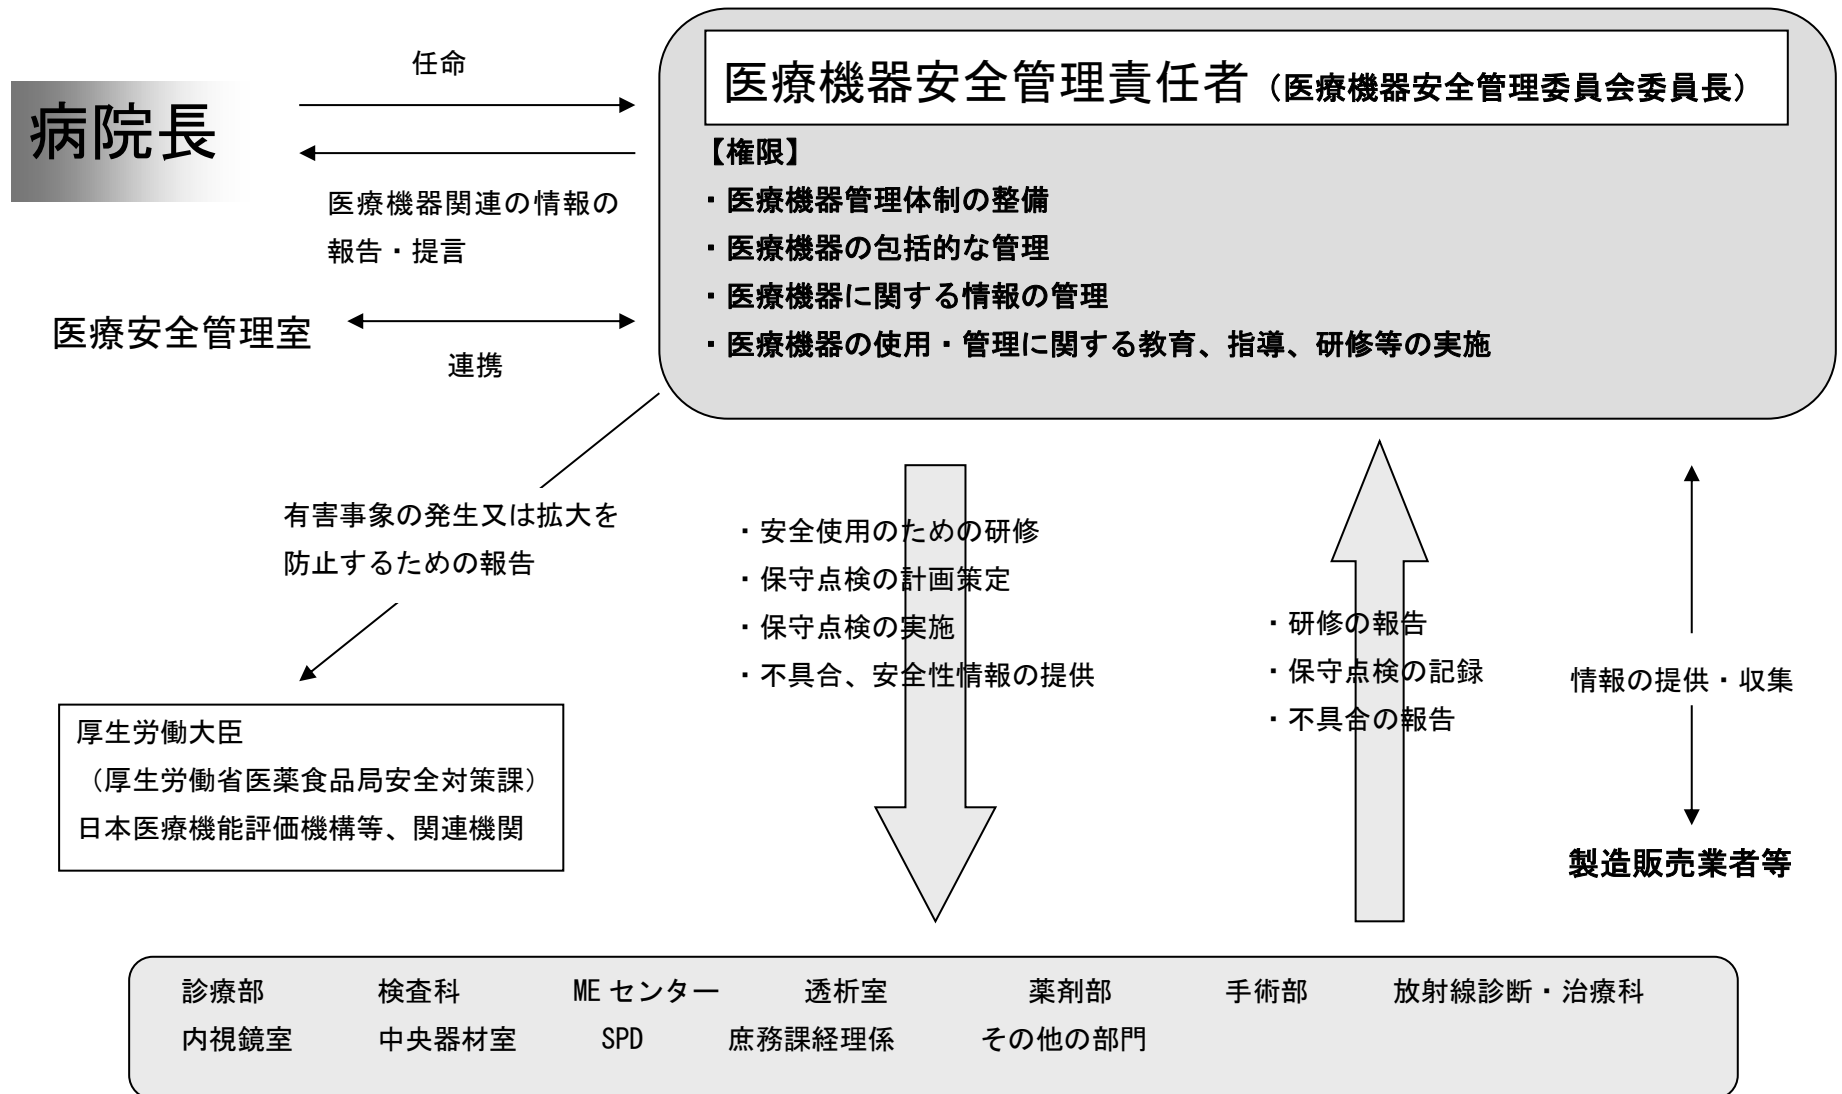 任命
病院長
医療機器関連の情報の
報告・提言
医療安全管理室
連携
医療機器安全管理責任者（医療機器安全管理委員会委員長）
【権限】
・医療機器管理体制の整備
・医療機器の包括的な管理
・医療機器に関する情報の管理
・医療機器の使用・管理に関する教育、指導、研修等の実施
有害事象の発生又は拡大を
防止するための報告
厚生労働大臣
（厚生労働省医薬食品局安全対策課）
日本医療機能評価機構等、関連機関
・安全使用のための研修
・保守点検の計画策定
・保守点検の実施
・不具合、安全性情報の提供
・研修の報告
・保守点検の記録
・不具合の報告
情報の提供・収集
製造販売業者等
診療部 検査科 ME センター 透析室 薬剤部 手術部 放射線診断・治療科
内視鏡室 中央器材室 SPD 庶務課経理係 その他の部門